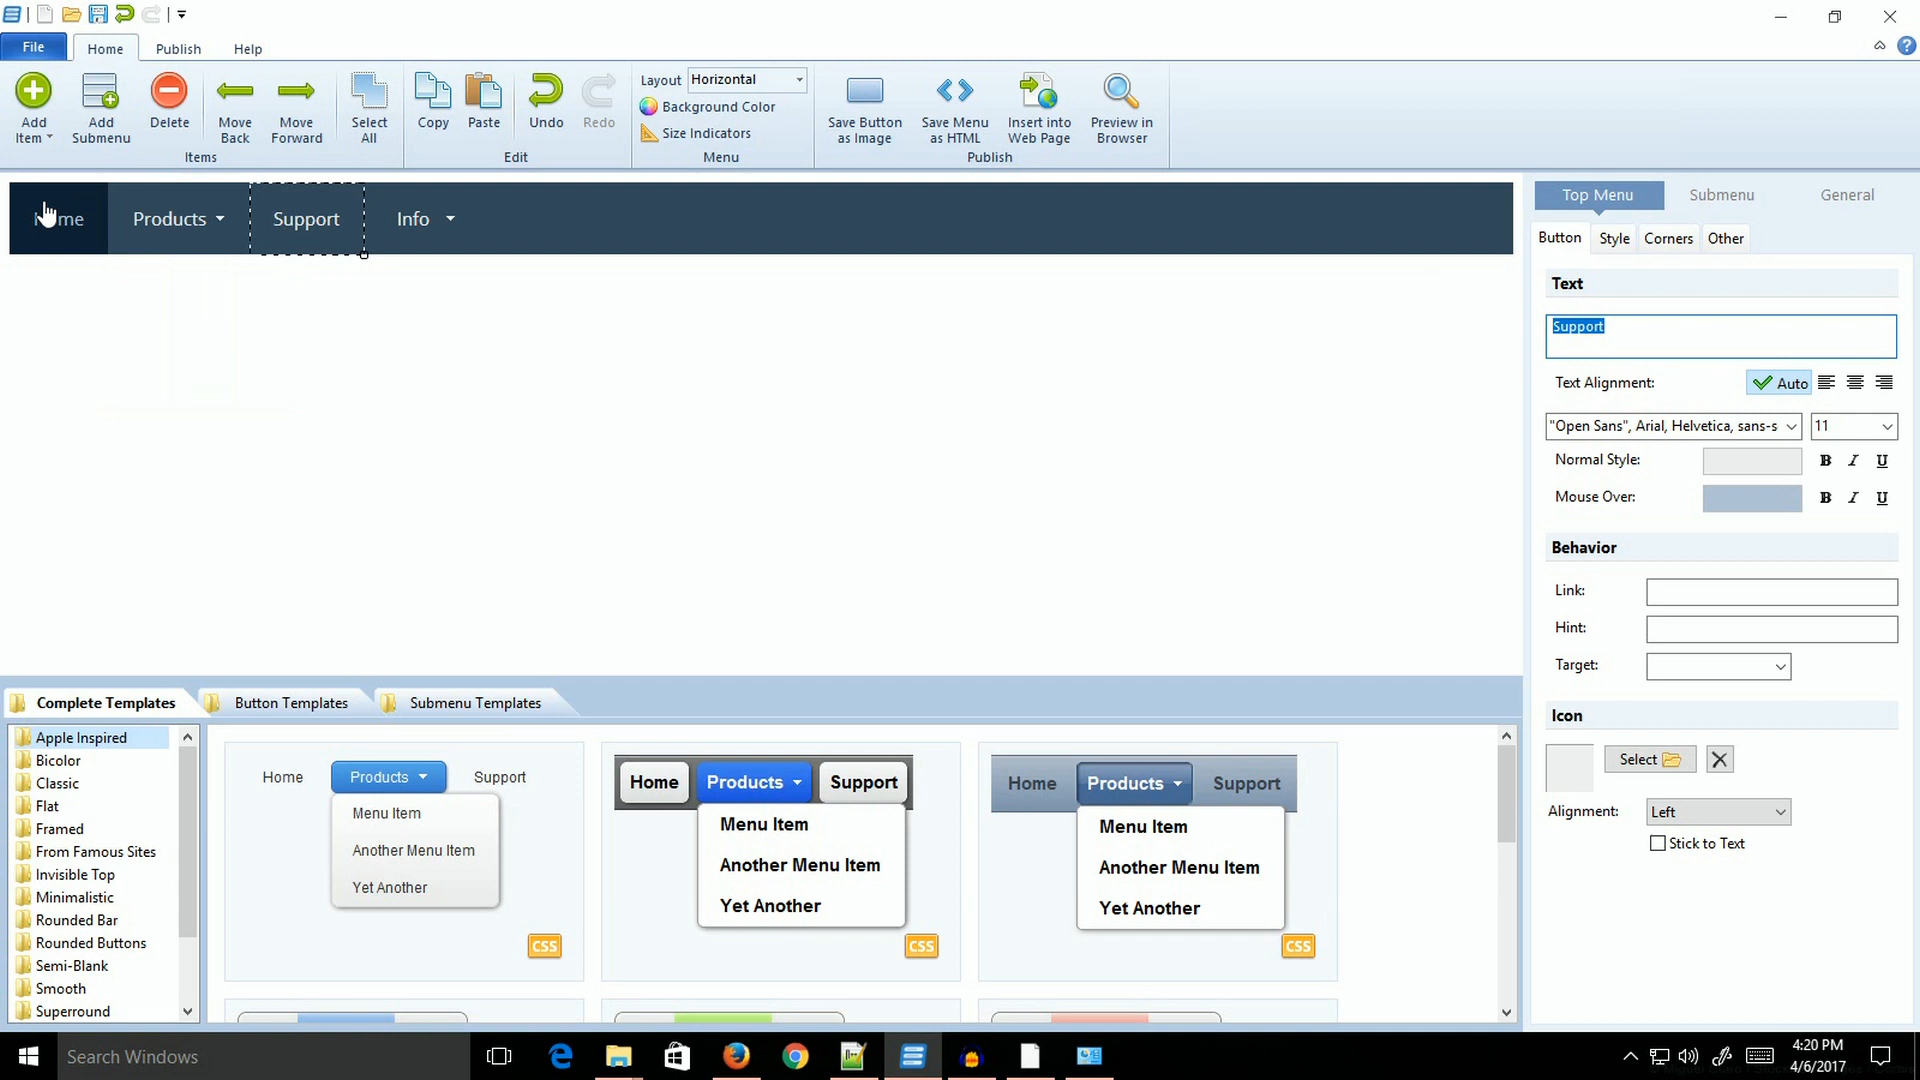 File
Home
Publish
Help
Add
Item
Add
Submenu
Delete
Move
Back
Move
Forward
Select
All
Items
Copy
Paste
Undo
Redo
Edit
Layout Horizontal
Background Color
Size Indicators
Menu
Save Button
as Image
Save Menu
as HTML
Insert into
Web Page
Preview in
Browser
Publish
Products
Support
Info
Top Menu
Submenu
General
Button
Style
Corners
Other
Text
Support
Text Alignment:
Auto
"Open Sans", Arial, Helvetica, sans-s
11
Normal Style:
B I U
Mouse Over:
B I U
Behavior
Link:
Hint:
Target:
Icon
Select
Alignment:
Left
Stick to Text
Complete Templates
Button Templates
Submenu Templates
Apple Inspired
Bicolor
Classic
Flat
Framed
From Famous Sites
Invisible Top
Minimalistic
Rounded Bar
Rounded Buttons
Semi-Blank
Smooth
Superround
Home
Products
Support
Menu Item
Another Menu Item
Yet Another
CSS
Home
Products
Support
Menu Item
Another Menu Item
Yet Another
CSS
Home
Products
Support
Menu Item
Another Menu Item
Yet Another
CSS
Search Windows
4:20 PM
4/6/2017